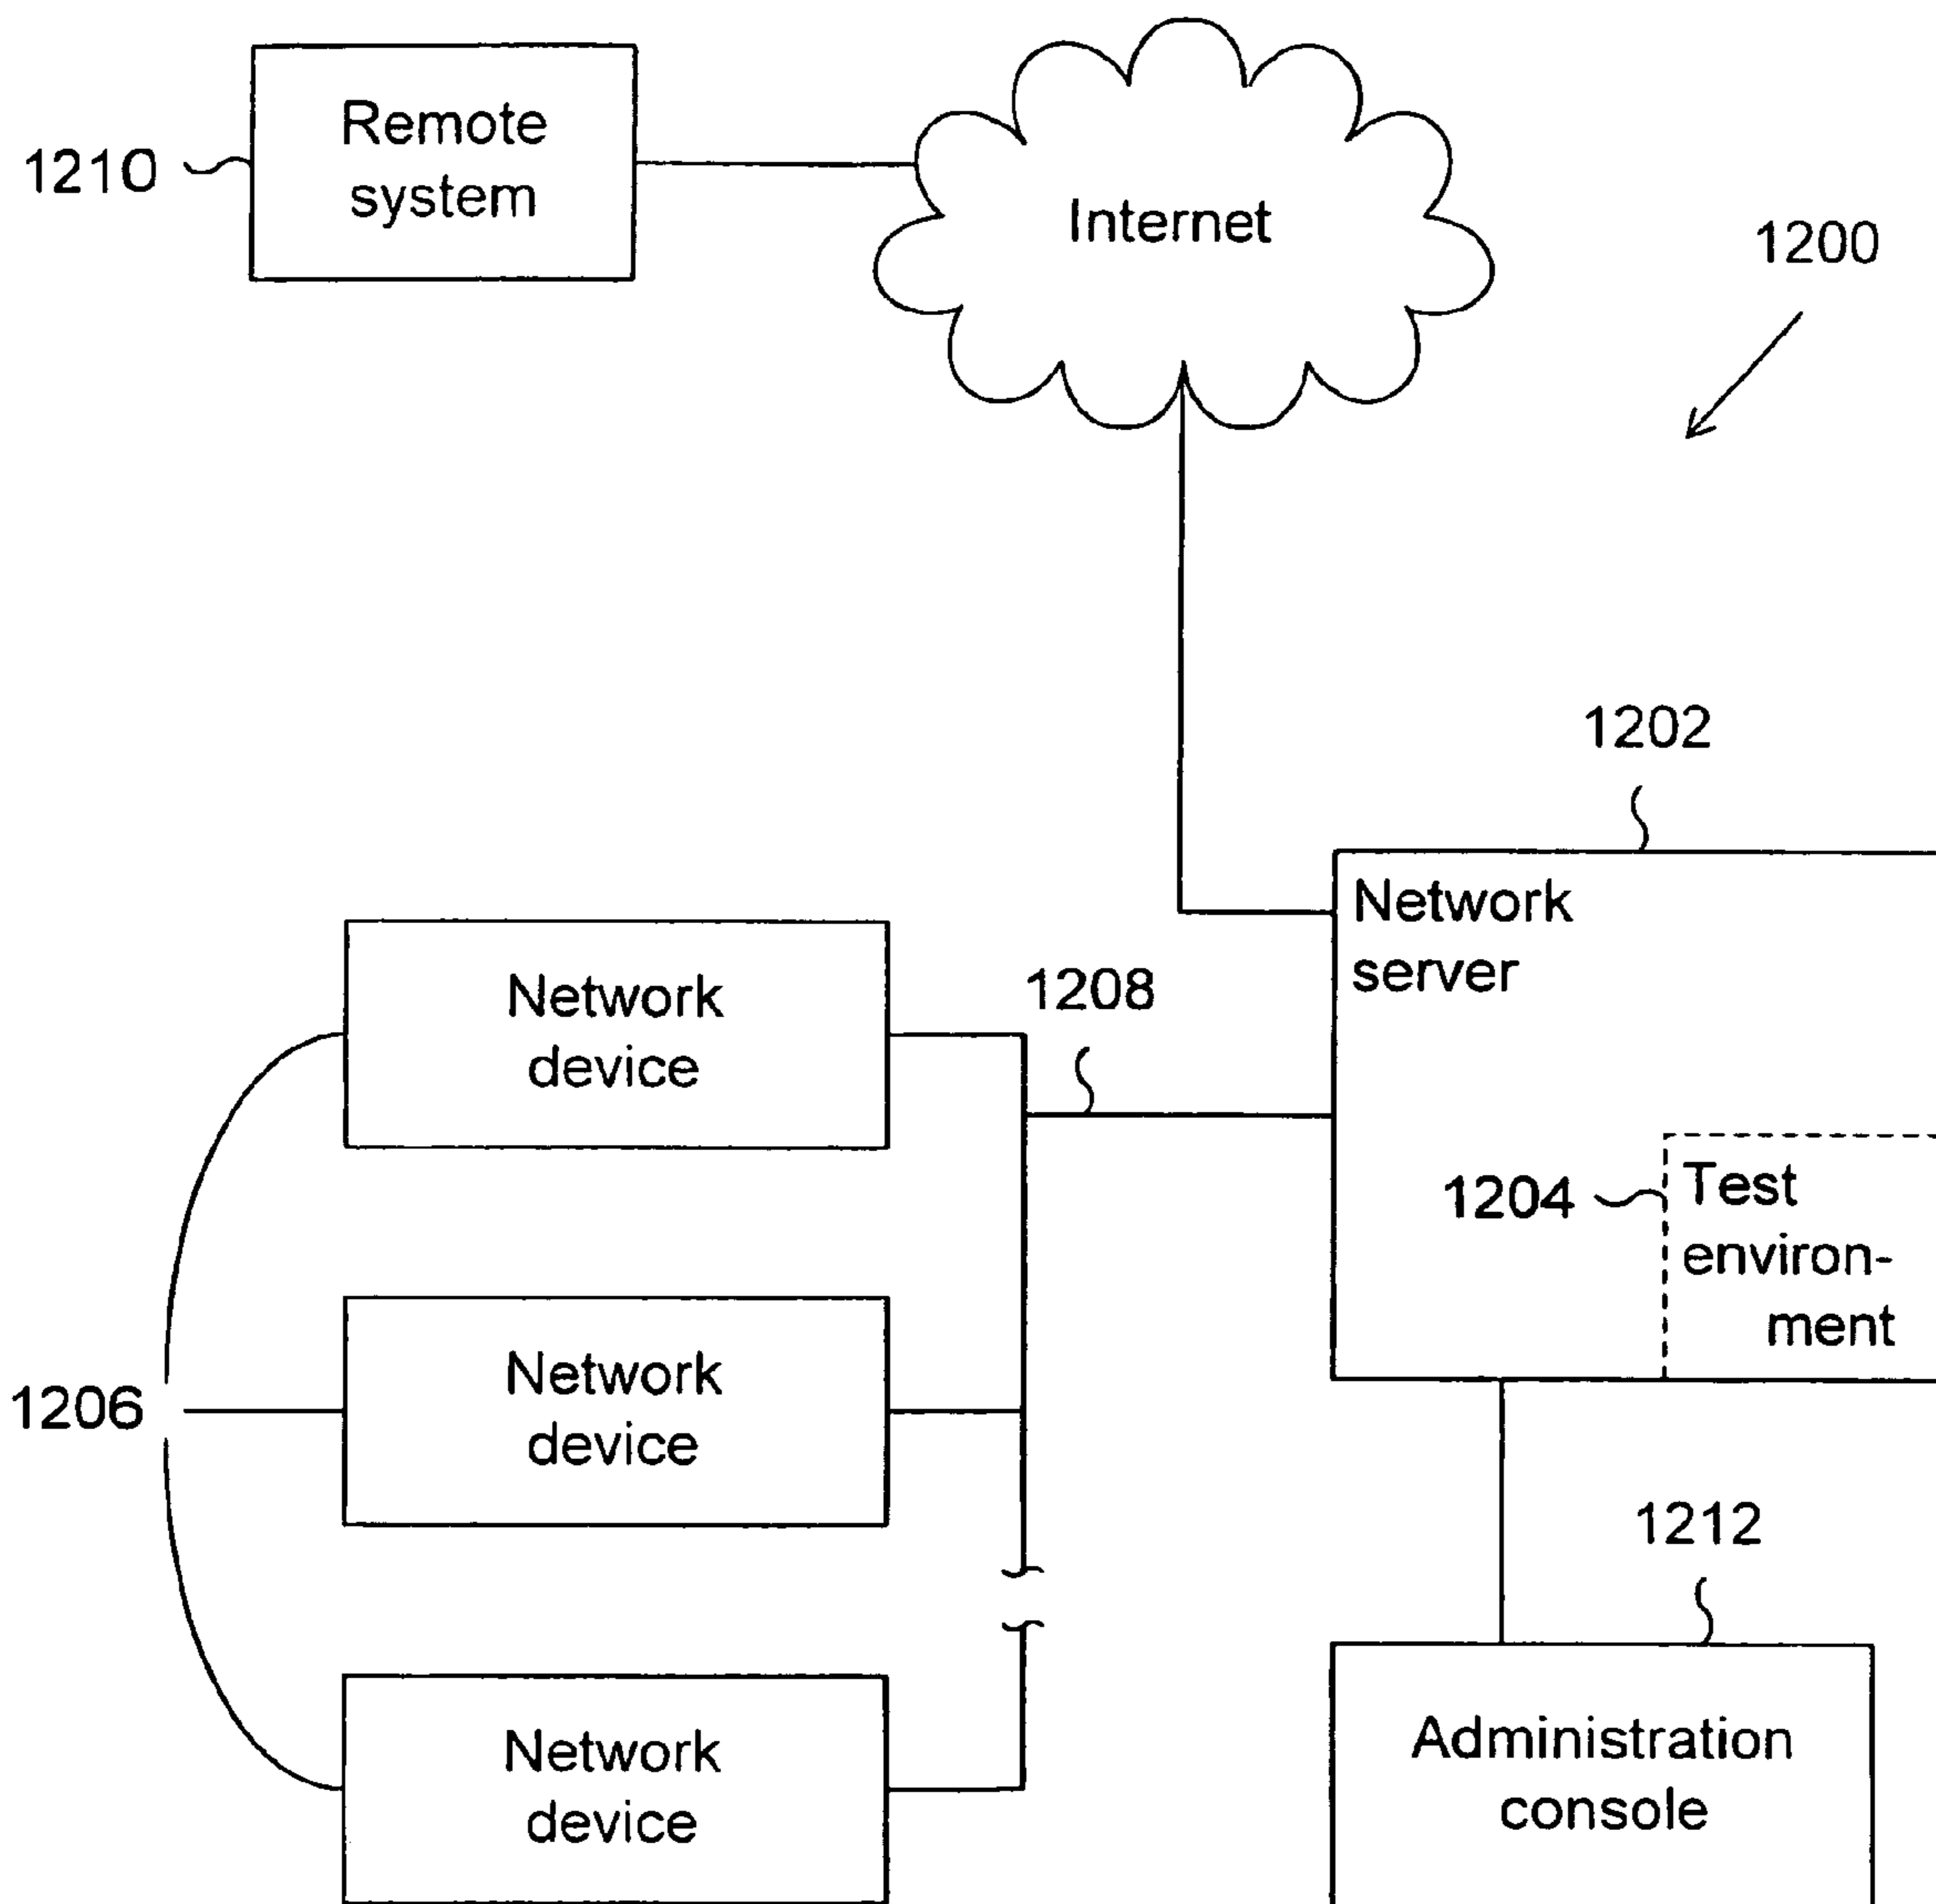 Remote
system
1210
Internet
1200
1202
Network
server
1208
Network
device
1204
Test
environ-
ment
Network
device
1206
1212
Network
device
Administration
console